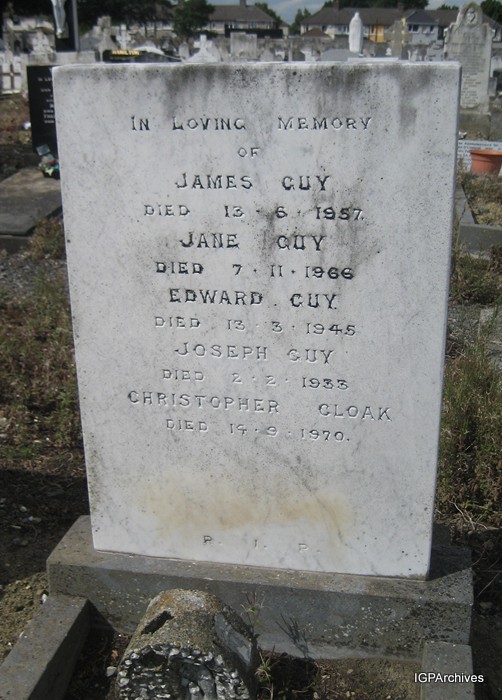 IN LOVING MEMORY
OF
JAMES GUY
DIED 13·6·1957.
JANE GUY
DIED 7·11·1966
EDWARD GUY.
DIED 13·3·1945
JOSEPH GUY
DIED 2·2·1933
CHRISTOPHER CLOAK
DIED 14·9·1970.
R. I. P.
IGPArchives